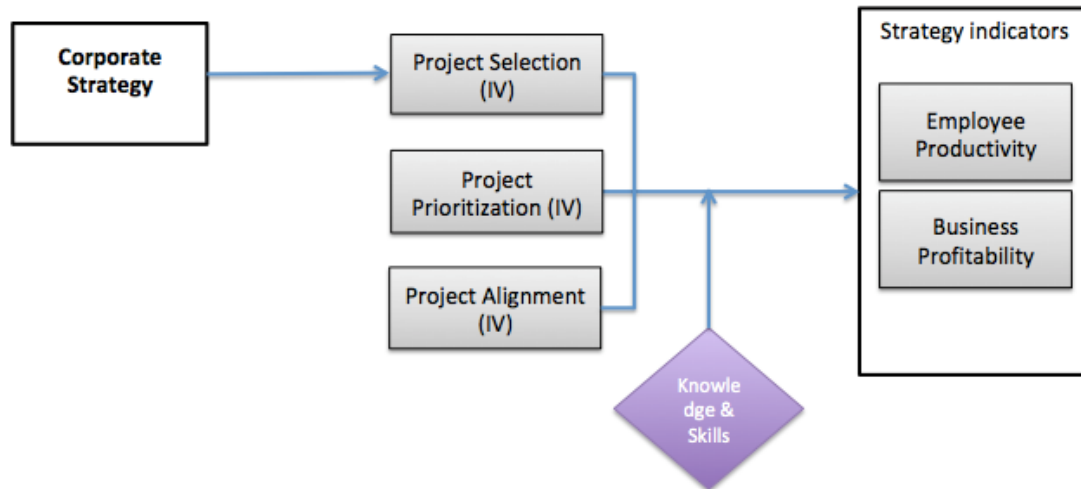 Corporate
Strategy
Project Selection
(IV)
Project
Prioritization (IV)
Project Alignment
(IV)
Knowle
dge &
Skills
Strategy indicators
Employee
Productivity
Business
Profitability